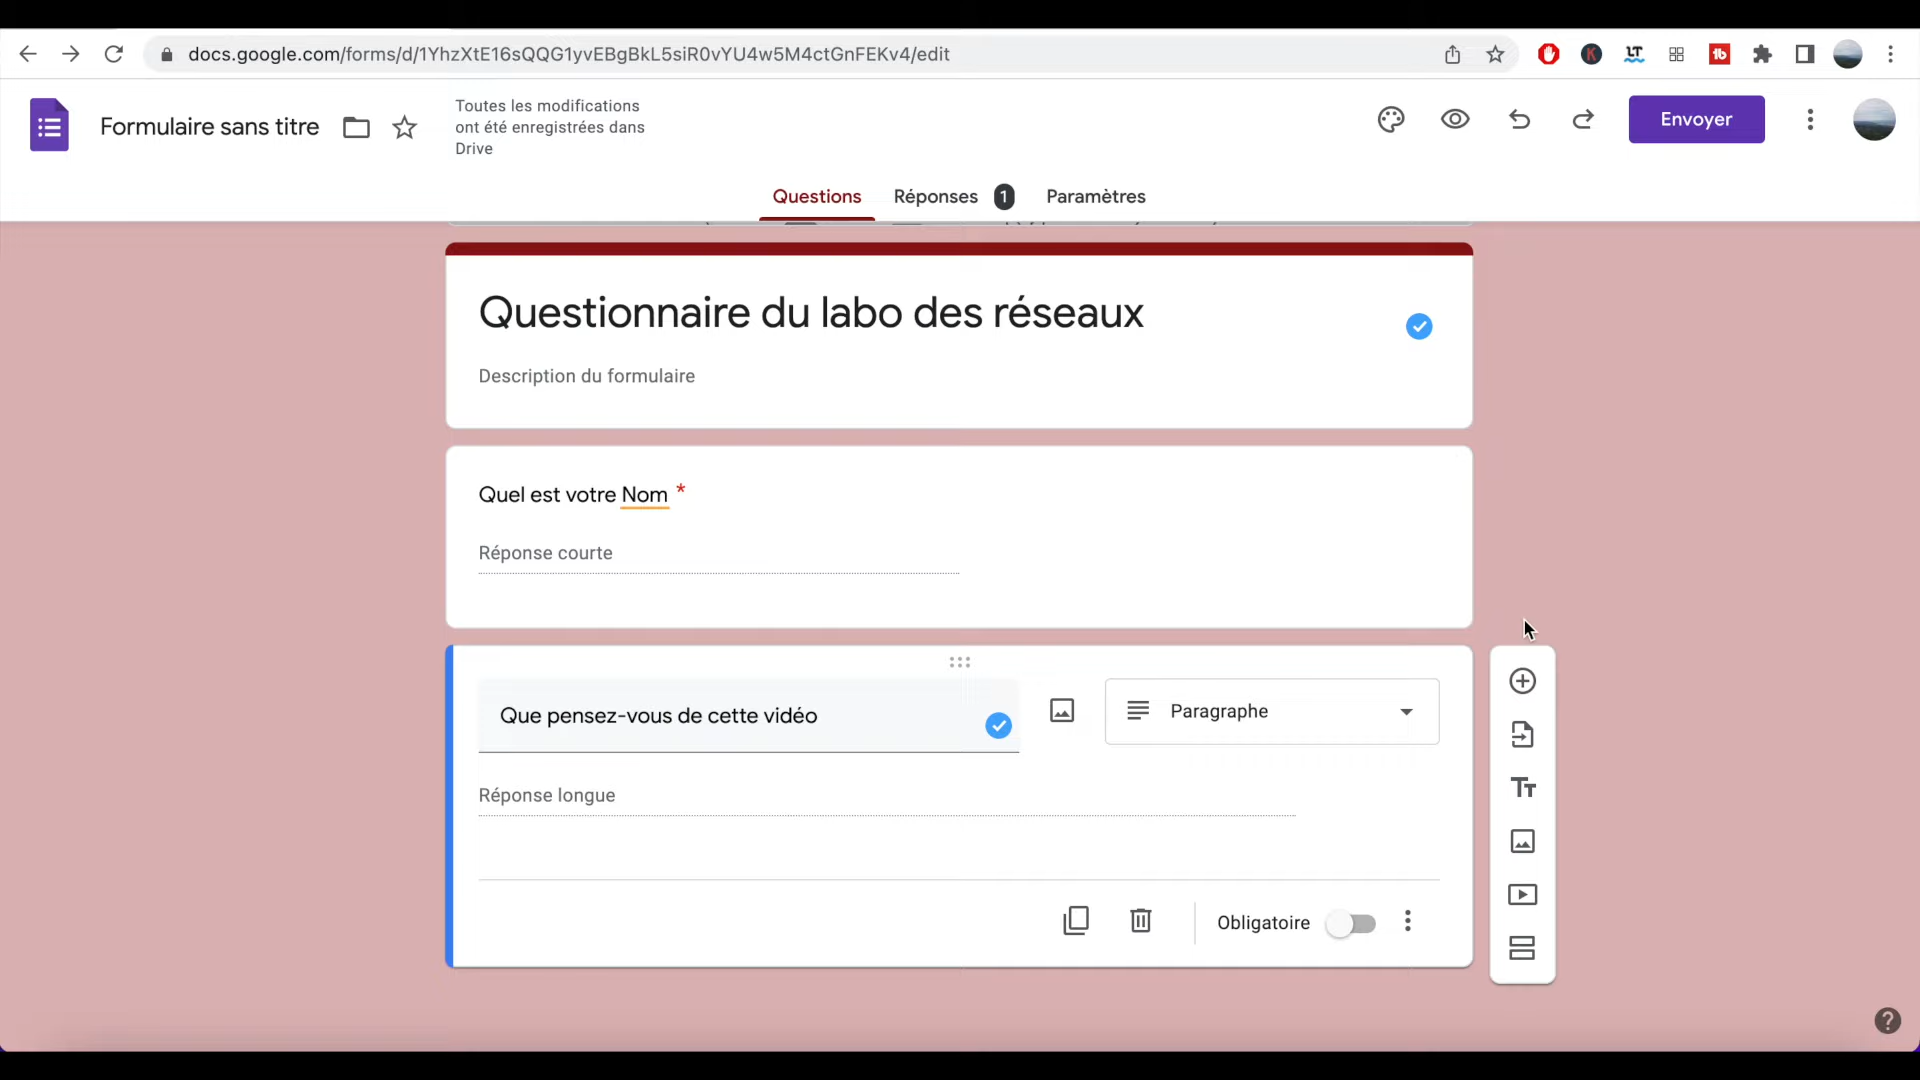 docs.google.com/forms/d/1YhzXtE16sQQG1yvEBgBkL5siR0vYU4w5M4ctGnFEKv4/edit
K
LT
tb
Formulaire sans titre
Toutes les modifications
ont été enregistrées dans
Drive
Envoyer
Questions
Réponses 1
Paramètres
Questionnaire du labo des réseaux
Description du formulaire
Quel est votre Nom *
Réponse courte
Que pensez-vous de cette vidéo
Paragraphe
Réponse longue
Obligatoire